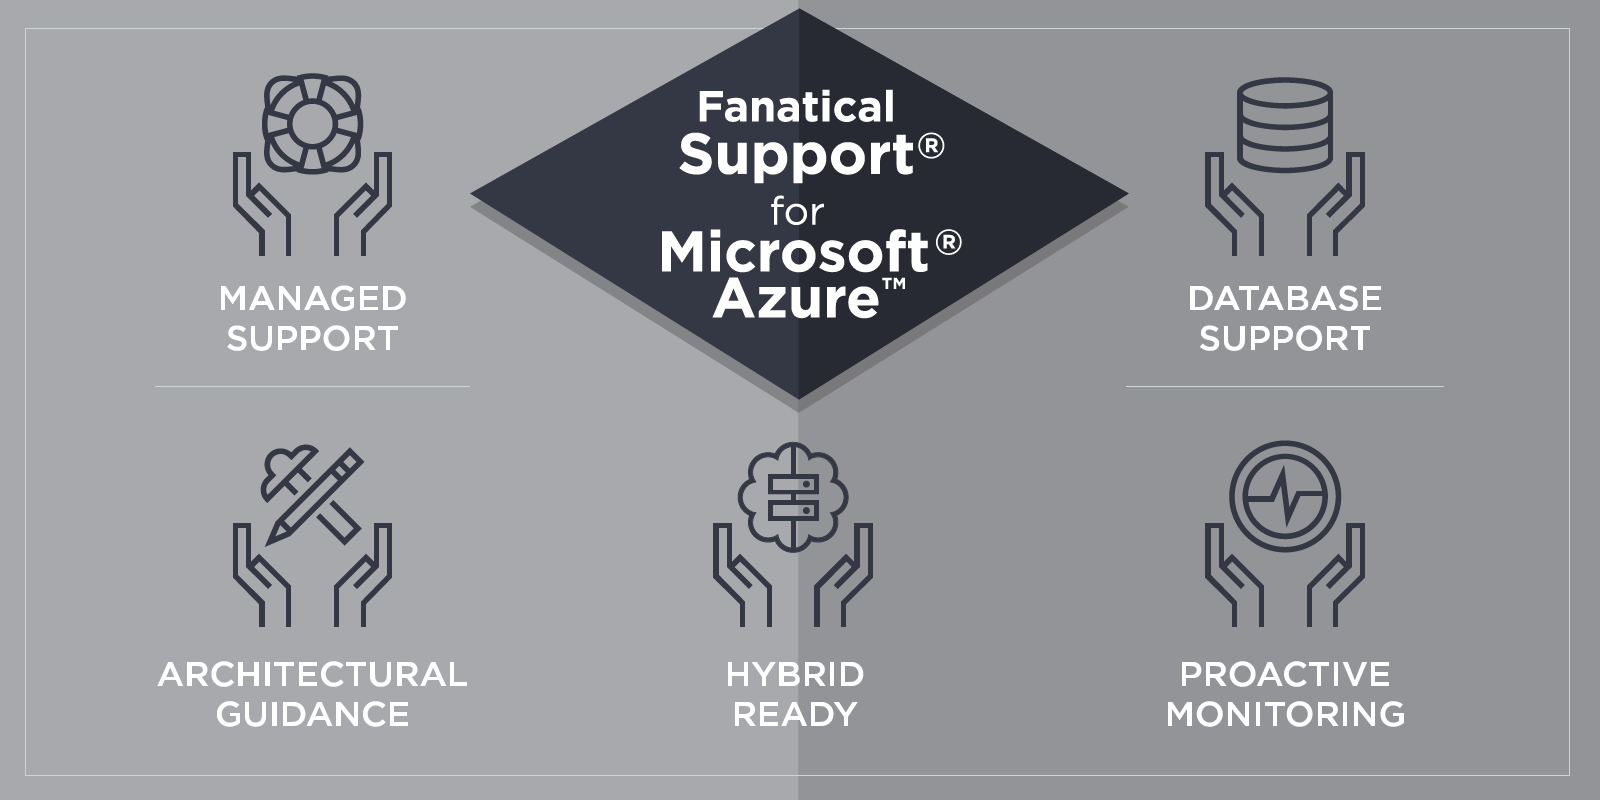 Fanatical
Support®
for
Microsoft®
Azure™
MANAGED
SUPPORT
DATABASE
SUPPORT
ARCHITECTURAL
GUIDANCE
HYBRID
READY
PROACTIVE
MONITORING